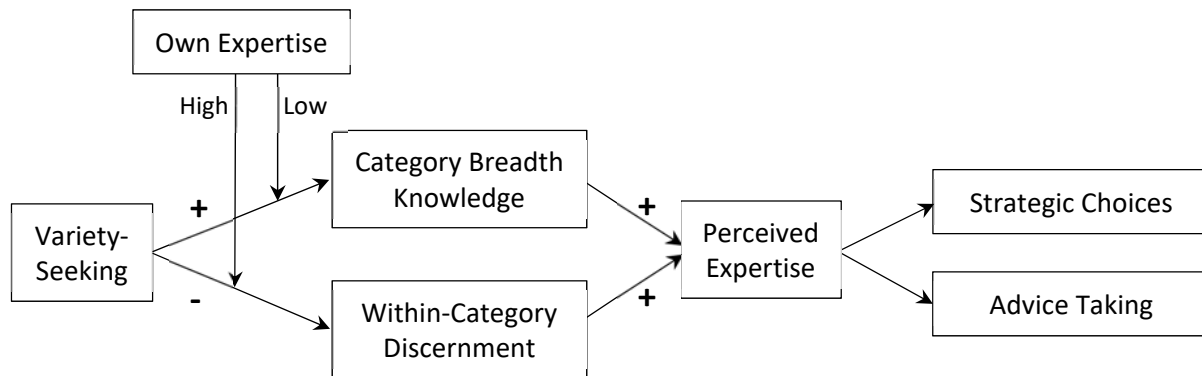 Own Expertise
High
Low
Category Breadth
Knowledge
+
+
Variety-
Seeking
Perceived
Expertise
Strategic Choices
-
+
Within-Category
Discernment
Advice Taking